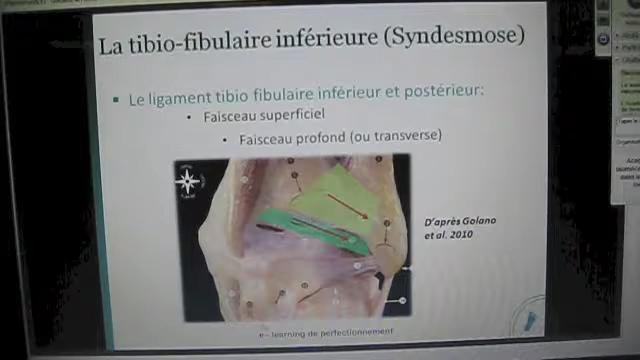 La tibio-fibulaire inférieure (Syndesmose)
Le ligament tibio fibulaire inférieur et postérieur:
Faisceau superficiel
Faisceau profond (ou transverse)
D'après Golano
et al. 2010
e-learning de perfectionnement